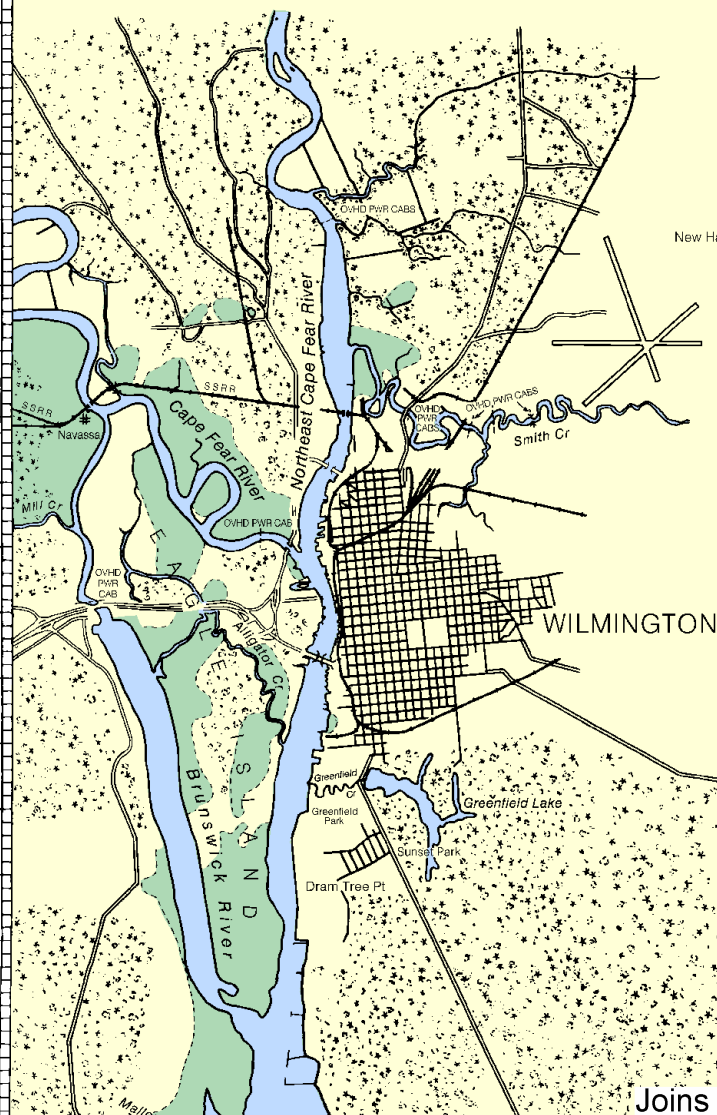 OVHD PWR CABS
New Ha
Northeast Cape Fear River
SSRR
SSRR
Cape Fear River
OVHD PWR CABS
OVHD
PWR
CABS
Navassa
Smith Cr
Mill Cr
OVHD PWR CAB
OVHD
PWR
CAB
EAGLE ISLAND
WILMINGTON
Alligator Cr
Brunswick River
Greenfield
Cr
Greenfield Lake
Greenfield
Park
Sunset Park
Dram Tree Pt
Mallo
Joins